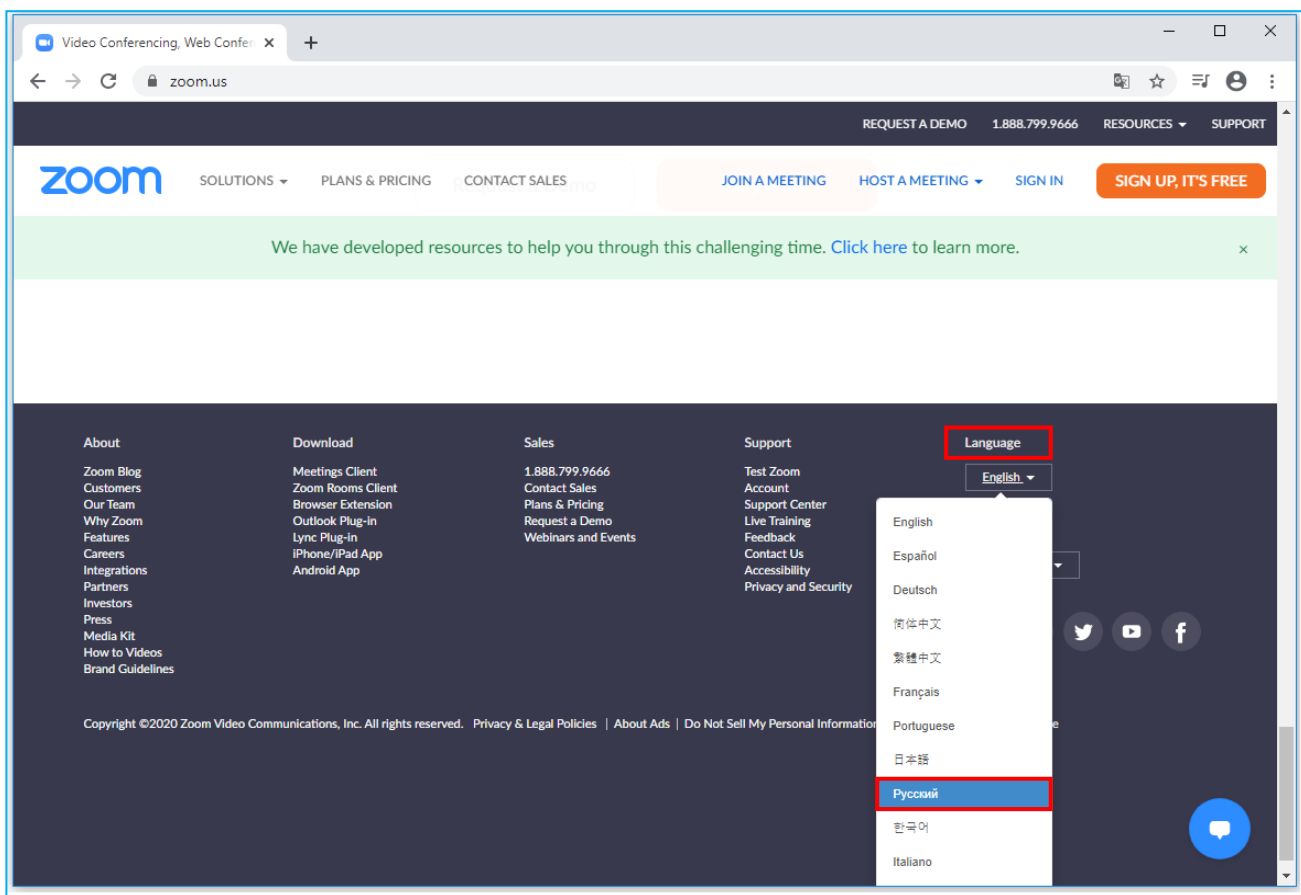 Video Conferencing, Web Confer
zoom.us
REQUEST A DEMO 1.888.799.9666 RESOURCES SUPPORT
zoom SOLUTIONS PLANS & PRICING CONTACT SALES JOIN A MEETING HOST A MEETING SIGN IN SIGN UP, IT'S FREE
We have developed resources to help you through this challenging time. Click here to learn more. ×
About
Zoom Blog
Customers
Our Team
Why Zoom
Features
Careers
Integrations
Partners
Investors
Press
Media Kit
How to Videos
Brand Guidelines
Download
Meetings Client
Zoom Rooms Client
Browser Extension
Outlook Plug-in
Lync Plug-in
iPhone/iPad App
Android App
Sales
1.888.799.9666
Contact Sales
Plans & Pricing
Request a Demo
Webinars and Events
Support
Test Zoom
Account
Support Center
Live Training
Feedback
Contact Us
Accessibility
Privacy and Security
Language
English
English
Español
Deutsch
简体中文
繁體中文
Français
Portuguese
日本語
Русский
한국어
Italiano
Copyright ©2020 Zoom Video Communications, Inc. All rights reserved. Privacy & Legal Policies | About Ads | Do Not Sell My Personal Information